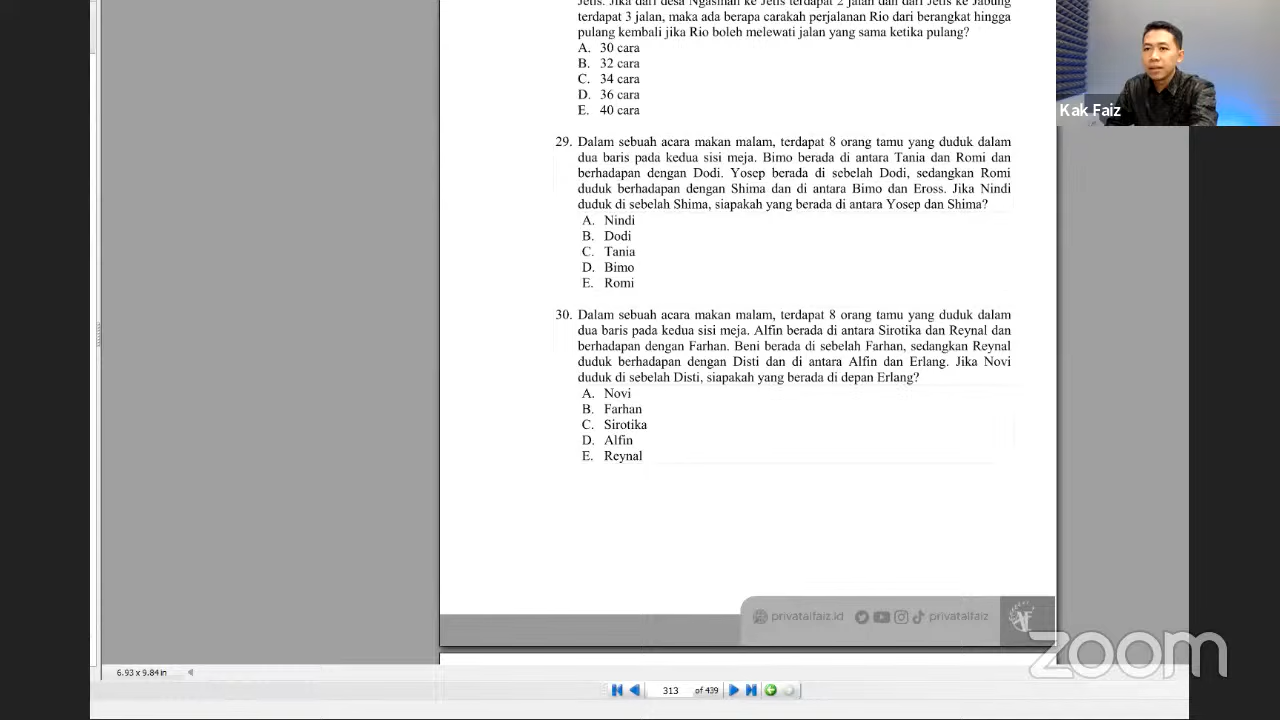 Jetis. Jika dari desa Ngasinan ke Jetis terdapat 2 jalan dan dari Jetis ke Jabung
terdapat 3 jalan, maka ada berapa carakah perjalanan Rio dari berangkat hingga
pulang kembali jika Rio boleh melewati jalan yang sama ketika pulang?
A. 30 cara
B. 32 cara
C. 34 cara
D. 36 cara
E. 40 cara
Kak Faiz
29. Dalam sebuah acara makan malam, terdapat 8 orang tamu yang duduk dalam
dua baris pada kedua sisi meja. Bimo berada di antara Tania dan Romi dan
berhadapan dengan Dodi. Yosep berada di sebelah Dodi, sedangkan Romi
duduk berhadapan dengan Shima dan di antara Bimo dan Eross. Jika Nindi
duduk di sebelah Shima, siapakah yang berada di antara Yosep dan Shima?
A. Nindi
B. Dodi
C. Tania
D. Bimo
E. Romi
30. Dalam sebuah acara makan malam, terdapat 8 orang tamu yang duduk dalam
dua baris pada kedua sisi meja. Alfin berada di antara Sirotika dan Reynal dan
berhadapan dengan Farhan. Beni berada di sebelah Farhan, sedangkan Reynal
duduk berhadapan dengan Disti dan di antara Alfin dan Erlang. Jika Novi
duduk di sebelah Disti, siapakah yang berada di depan Erlang?
A. Novi
B. Farhan
C. Sirotika
D. Alfin
E. Reynal
privatalfaiz.id
privatalfaiz
zoom
6.93 x 9.84 in
313 of 439